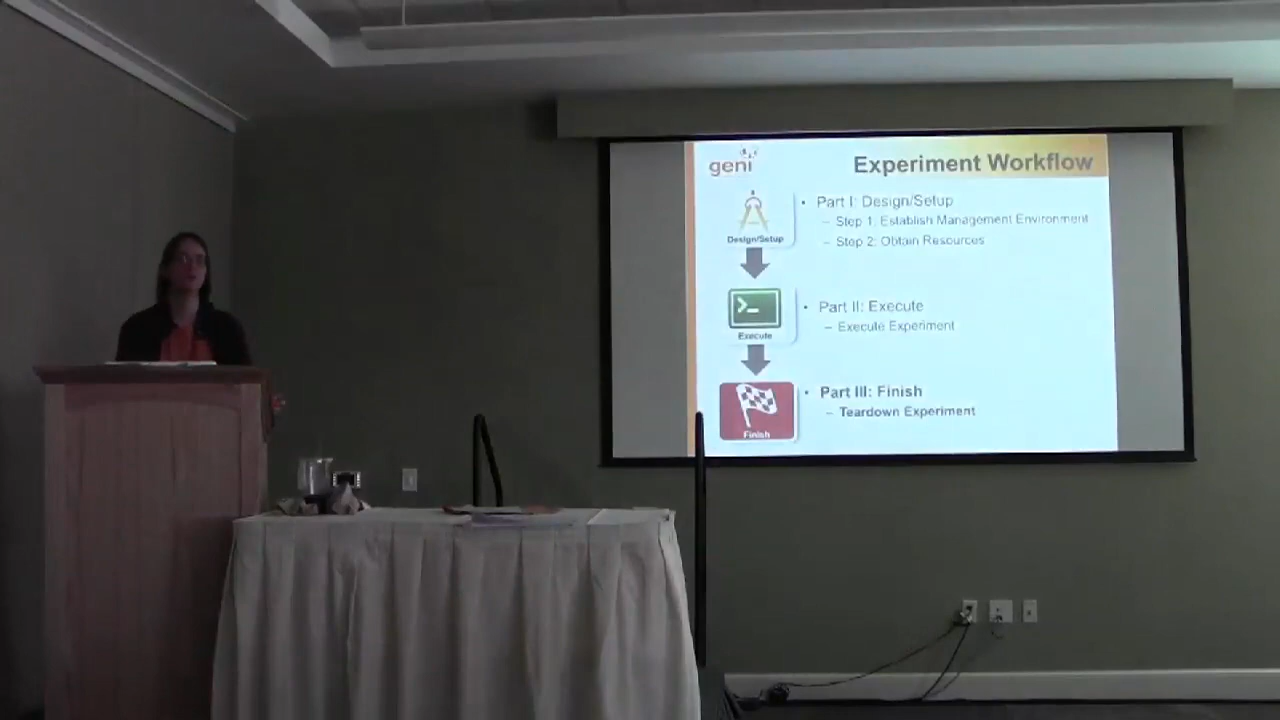 geni
Experiment Workflow
Design/Setup
• Part I: Design/Setup
– Step 1: Establish Management Environment
– Step 2: Obtain Resources
Execute
• Part II: Execute
– Execute Experiment
Finish
• Part III: Finish
– Teardown Experiment